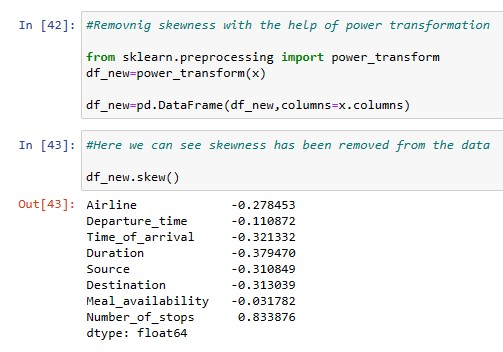 In [42]: #Removnig skewness with the help of power transformation
from sklearn.preprocessing import power_transform
df_new=power_transform(x)
df_new=pd.DataFrame(df_new,columns=x.columns)
In [43]: #Here we can see skewness has been removed from the data
df_new.skew()
Out[43]: Airline -0.278453
Departure_time -0.110872
Time_of_arrival -0.321332
Duration -0.379470
Source -0.310849
Destination -0.313039
Meal_availability -0.031782
Number_of_stops 0.833876
dtype: float64